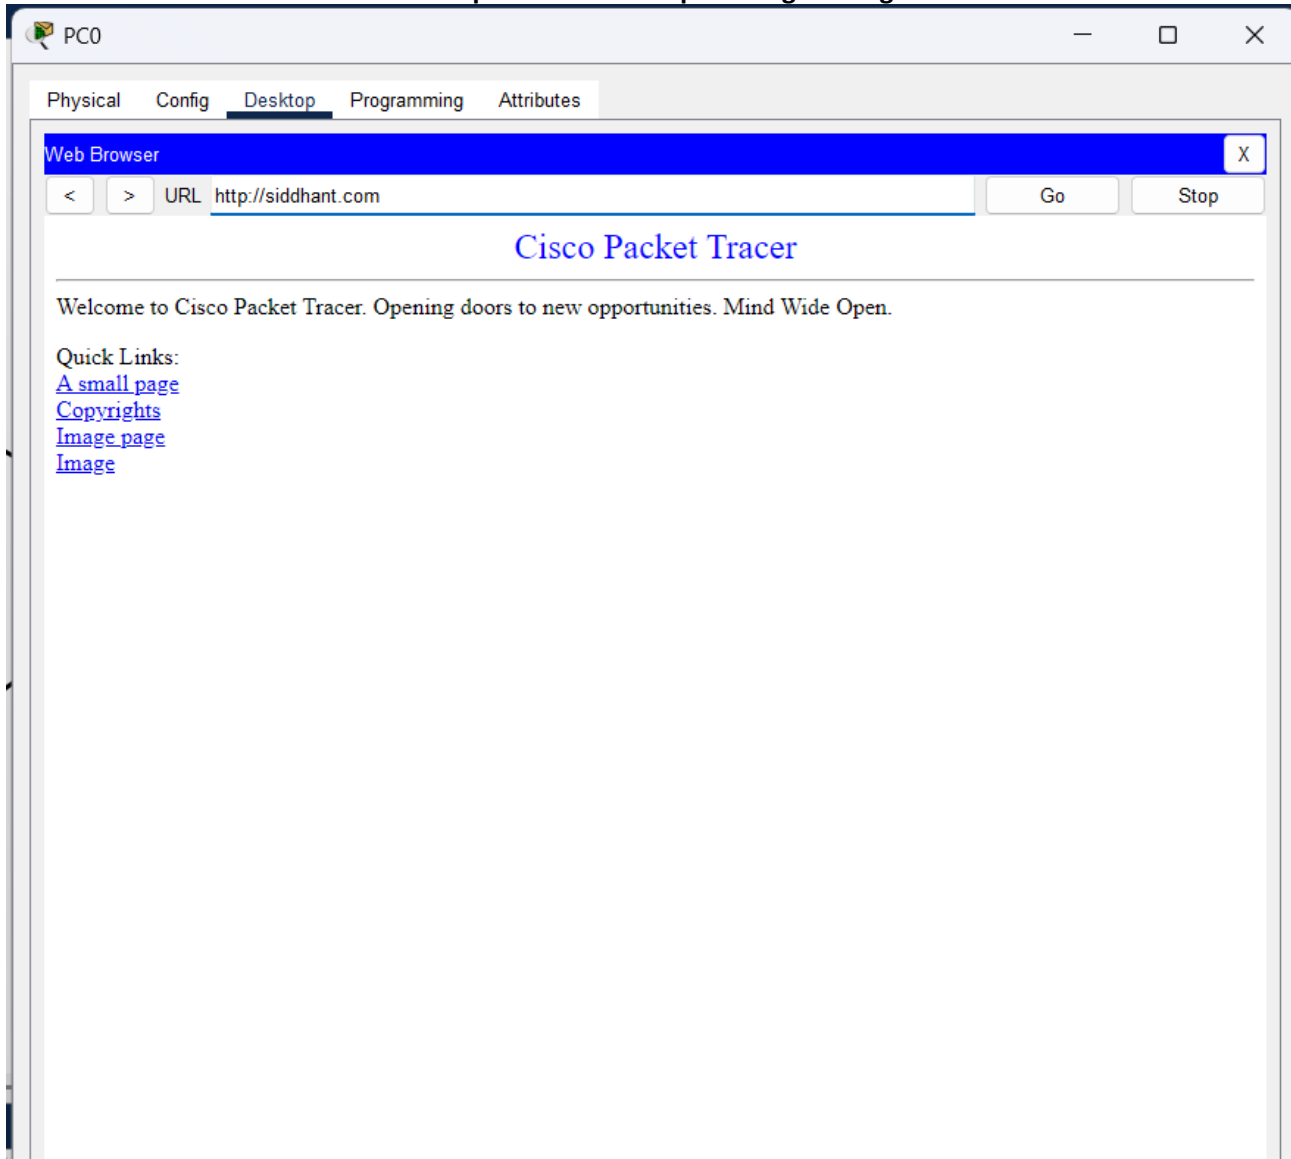 PC0
Physical Config Desktop Programming Attributes
Web Browser X
< > URL http://siddhant.com Go Stop
Cisco Packet Tracer
Welcome to Cisco Packet Tracer. Opening doors to new opportunities. Mind Wide Open.
Quick Links:
A small page
Copyrights
Image page
Image